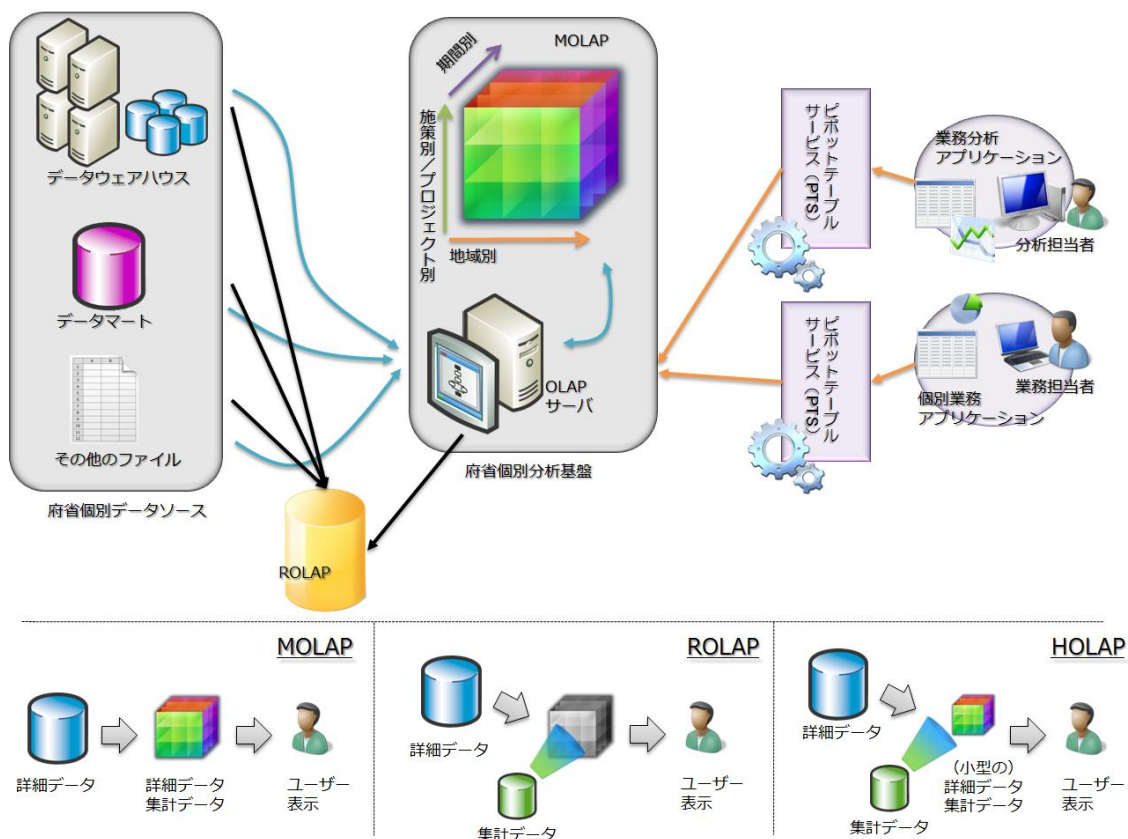 データウェアハウス
データマート
その他のファイル
府省個別データソース
MOLAP
期間別
施策別／プロジェクト別
地域別
OLAP
サーバ
府省個別分析基盤
ROLAP
ピボットテーブル
サービス（PTS）
業務分析
アプリケーション
分析担当者
ピボットテーブル
サービス（PTS）
個別業務
アプリケーション
業務担当者
MOLAP
詳細データ
詳細データ
集計データ
ユーザー
表示
ROLAP
詳細データ
集計データ
ユーザー
表示
HOLAP
詳細データ
集計データ
（小型の）
詳細データ
集計データ
ユーザー
表示